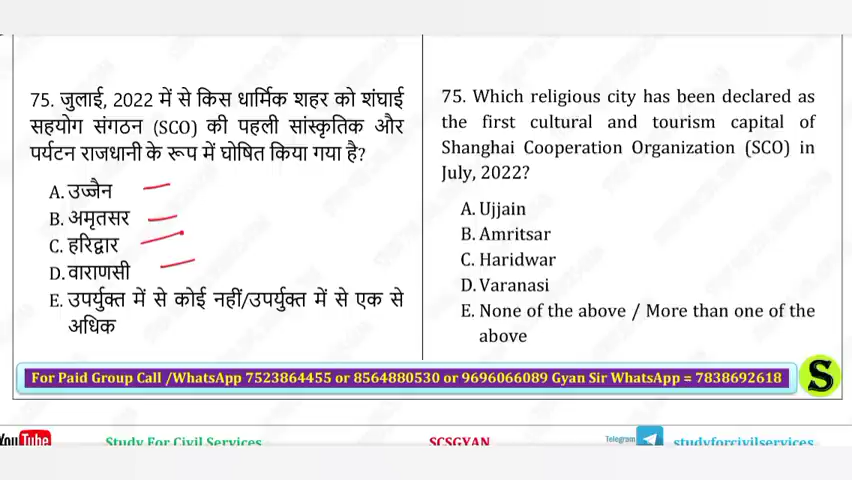 75. जुलाई, 2022 में से किस धार्मिक शहर को शंघाई
सहयोग संगठन (SCO) की पहली सांस्कृतिक और
पर्यटन राजधानी के रूप में घोषित किया गया है?
A. उज्जैन
B. अमृतसर
C. हरिद्वार
D. वाराणसी
E. उपर्युक्त में से कोई नहीं/उपर्युक्त में से एक से
अधिक
75. Which religious city has been declared as
the first cultural and tourism capital of
Shanghai Cooperation Organization (SCO) in
July, 2022?
A. Ujjain
B. Amritsar
C. Haridwar
D. Varanasi
E. None of the above / More than one of the
above
For Paid Group Call /WhatsApp 7523864455 or 8564880530 or 9696066089 Gyan Sir WhatsApp = 7838692618
S
You Tube
Study For Civil Services
SCSGYAN
Telegram
studyforcivilservices